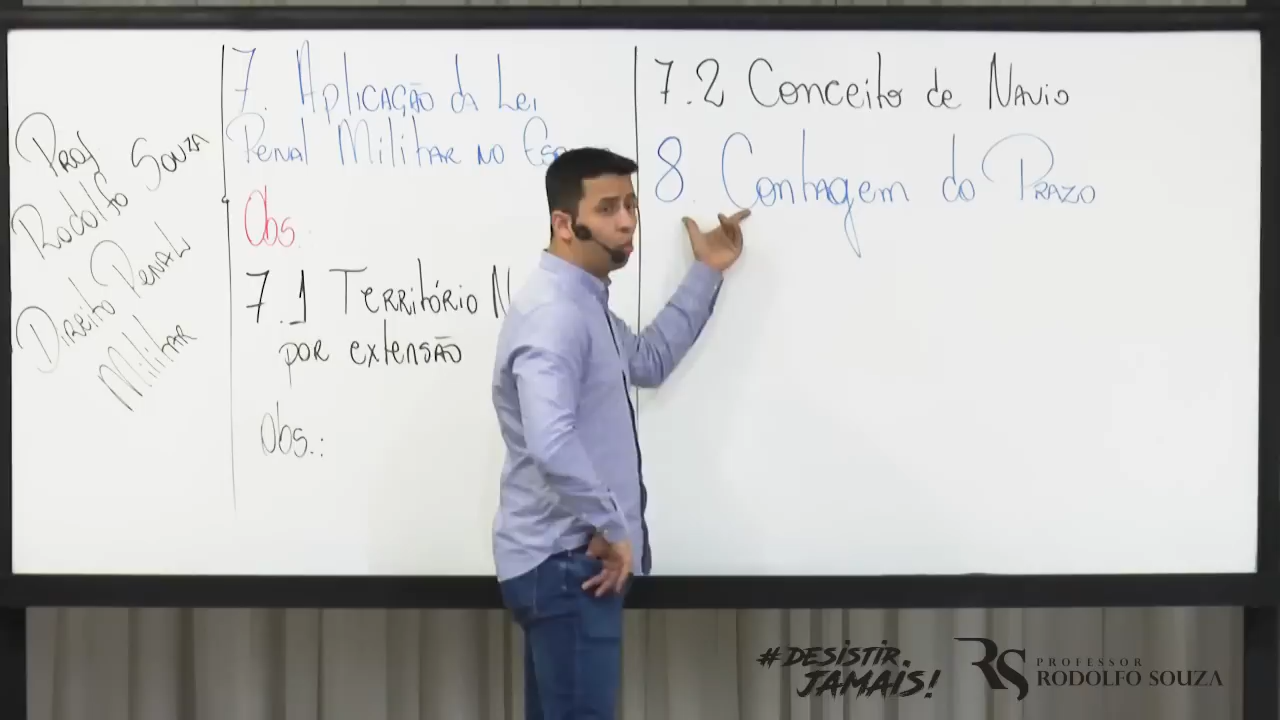 Prof
Rodolfo Souza
Direito Penal
Militar
7. Aplicação da Lei
Penal Militar no
Obs.
7.1 Território
por extensão
Obs.:
7.2 Conceito de Navio
8. Contagem do Prazo
#DESISTIR
JAMAIS!
RS
PROFESSOR
RODOLFO SOUZA